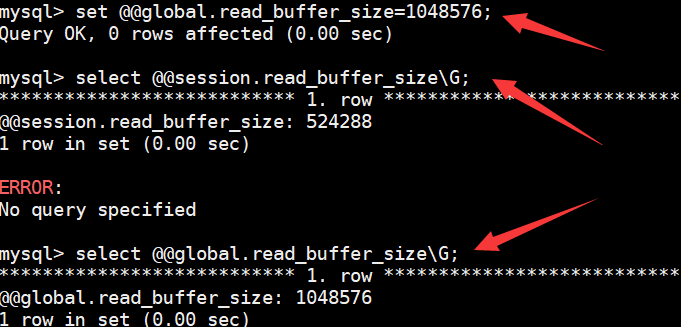 mysql> set @@global.read_buffer_size=1048576;
Query OK, 0 rows affected (0.00 sec)
mysql> select @@session.read_buffer_size\G;
*************************** 1. row ***************************
@@session.read_buffer_size: 524288
1 row in set (0.00 sec)
ERROR:
No query specified
mysql> select @@global.read_buffer_size\G;
*************************** 1. row ***************************
@@global.read_buffer_size: 1048576
1 row in set (0.00 sec)